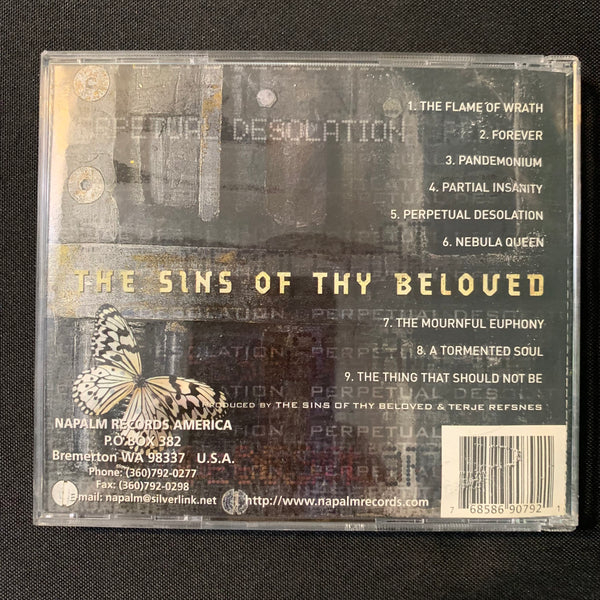 1. THE FLAME OF WRATH
PERPETUAL DESOLATION
2. FOREVER
3. PANDEMONIUM
4. PARTIAL INSANITY
5. PERPETUAL DESOLATION
6. NEBULA QUEEN
THE SINS OF THY BELOVED
7. THE MOURNFUL EUPHONY
8. A TORMENTED SOUL
9. THE THING THAT SHOULD NOT BE
PRODUCED BY THE SINS OF THY BELOVED & TERJE REFSNES
NAPALM RECORDS AMERICA
P.O.BOX 382
Bremerton WA 98337 U.S.A.
Phone: (360)792-0277
Fax: (360)792-0298
E-mail: napalm@silverlink.net http://www.napalmrecords.com
7 68586 90792 1